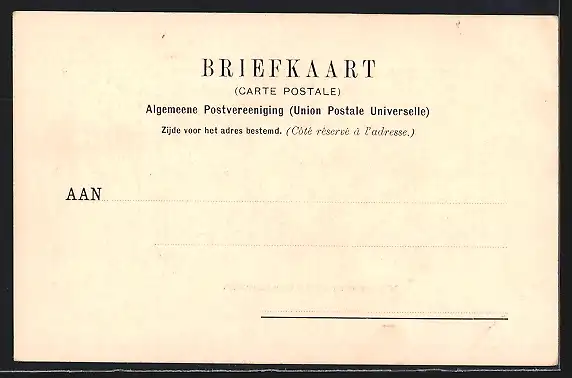 BRIEFKAART
(CARTE POSTALE)
Algemeene Postvereeniging (Union Postale Universelle)
Zijde voor het adres bestemd. (Côté réservé à l'adresse.)
AAN